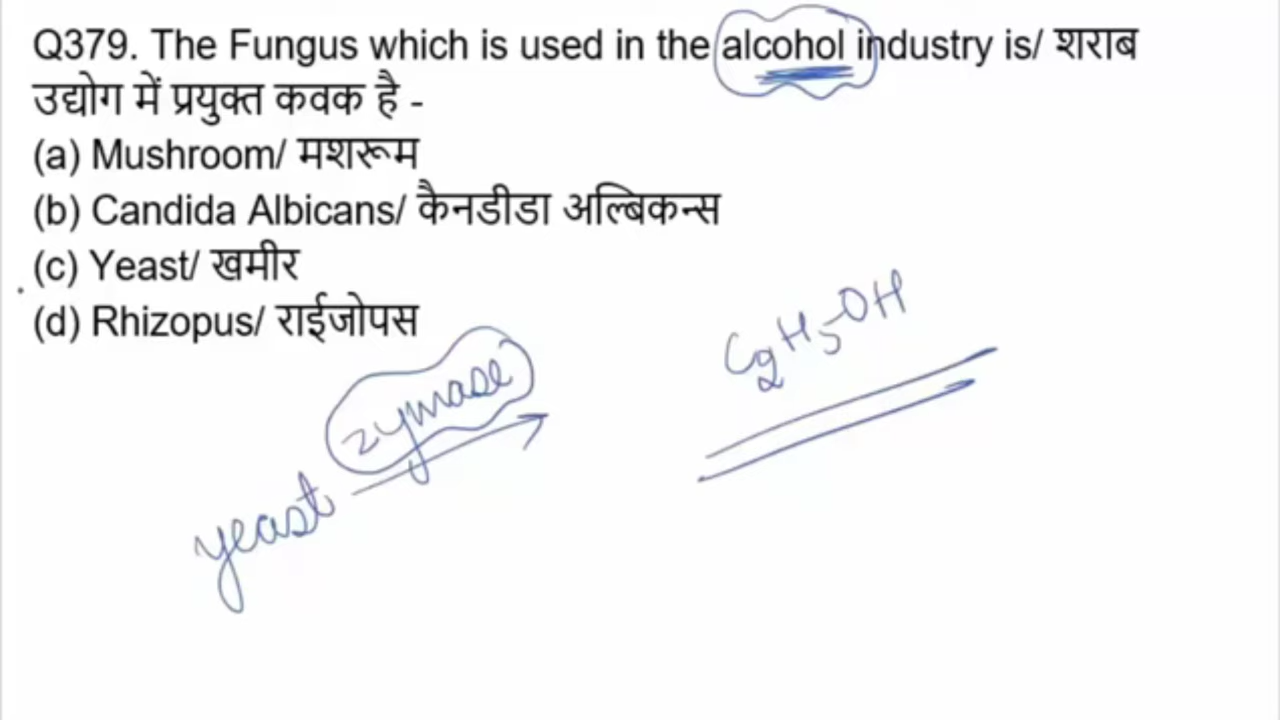 Q379. The Fungus which is used in the alcohol industry is/ शराब
उद्योग में प्रयुक्त कवक है -
(a) Mushroom/ मशरूम
(b) Candida Albicans/ कैनडीडा अल्बिकन्स
(c) Yeast/ खमीर
(d) Rhizopus/ राईजोपस
C2H5OH
zymase
yeast